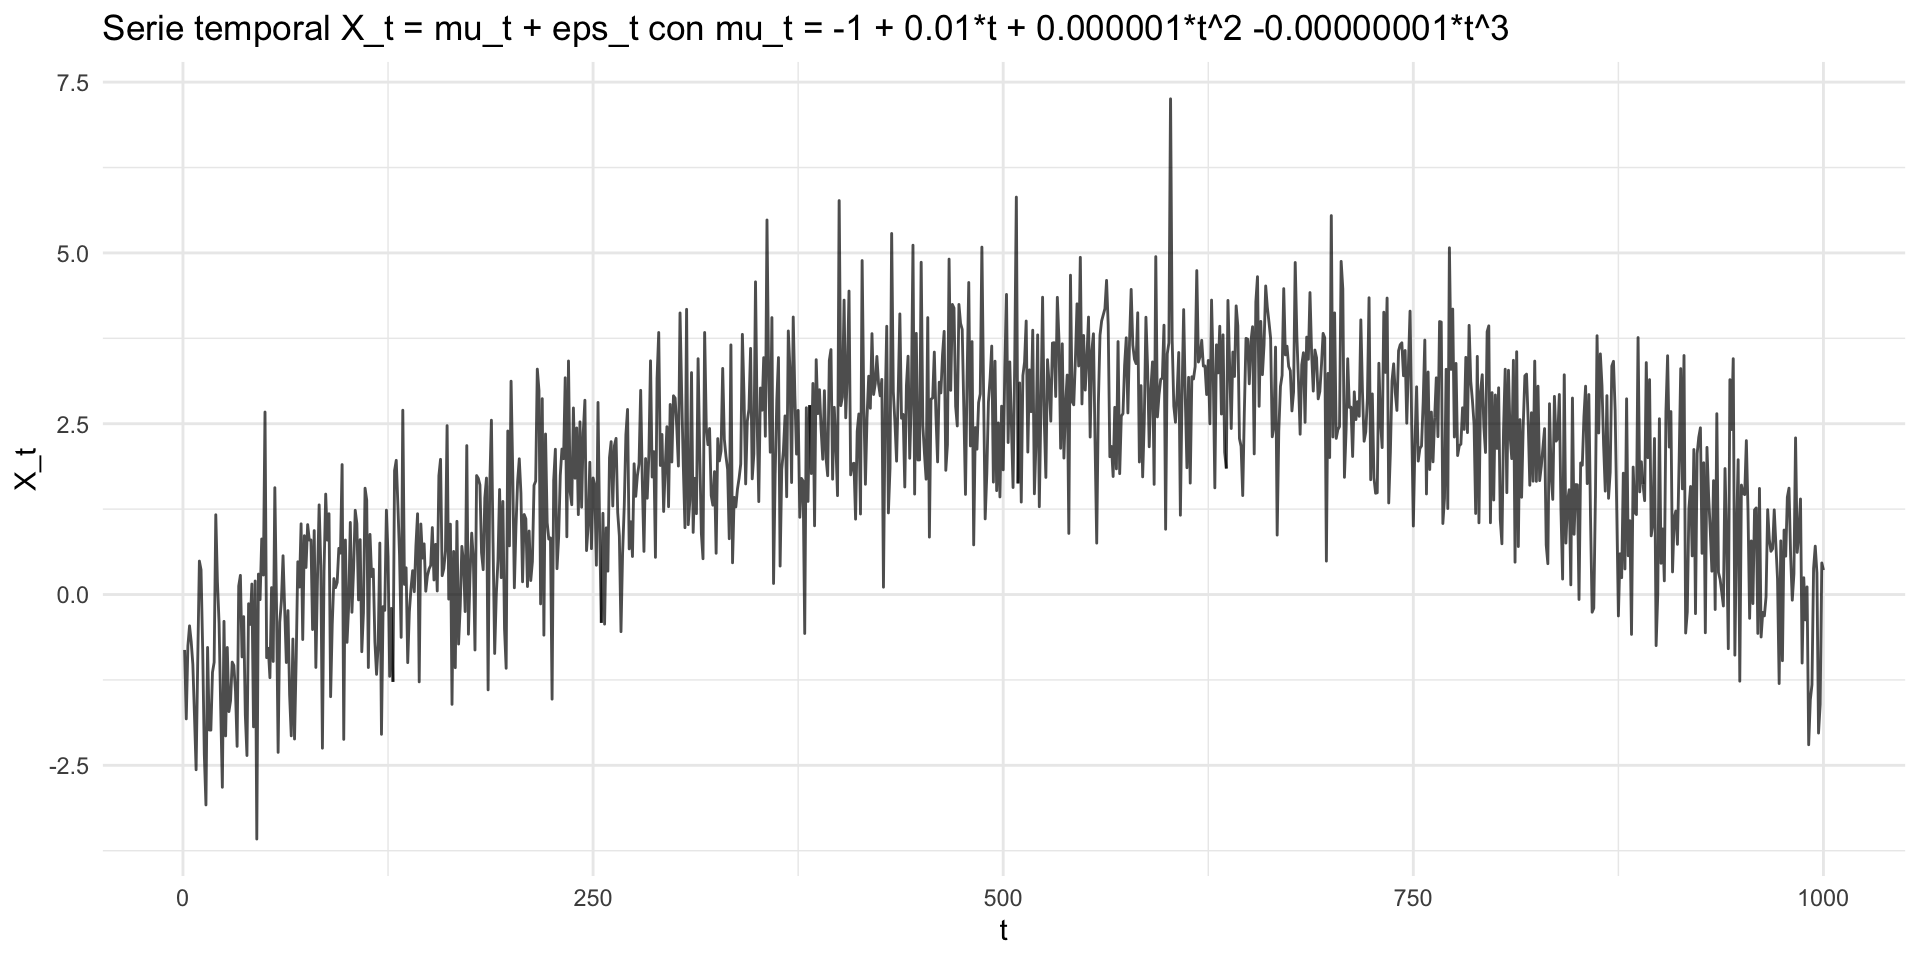 Serie temporal X_t = mu_t + eps_t con mu_t = -1 + 0.01*t + 0.000001*t^2 -0.00000001*t^3
7.5
5.0
2.5
0.0
-2.5
X_t
0 250 500 750 1000
t